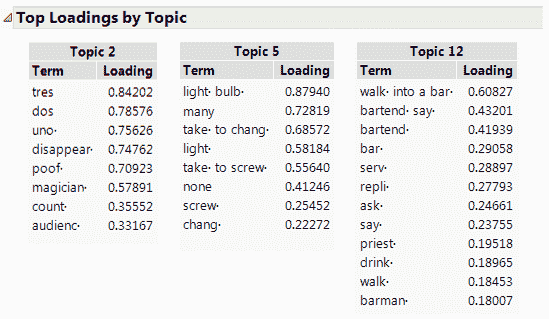 Top Loadings by Topic
Topic 2
Term Loading
tres 0.84202
dos 0.78576
uno· 0.75626
disappear· 0.74762
poof· 0.70923
magician· 0.57891
count· 0.35552
audienc· 0.33167
Topic 5
Term Loading
light· bulb· 0.87940
many 0.72819
take· to chang· 0.68572
light· 0.58184
take· to screw· 0.55640
none 0.41246
screw· 0.25452
chang· 0.22272
Topic 12
Term Loading
walk· into a bar· 0.60827
bartend· say· 0.43201
bartend· 0.41939
bar· 0.29058
serv· 0.28897
repli· 0.27793
ask· 0.24661
say· 0.23755
priest· 0.19518
drink· 0.18965
walk· 0.18453
barman· 0.18007